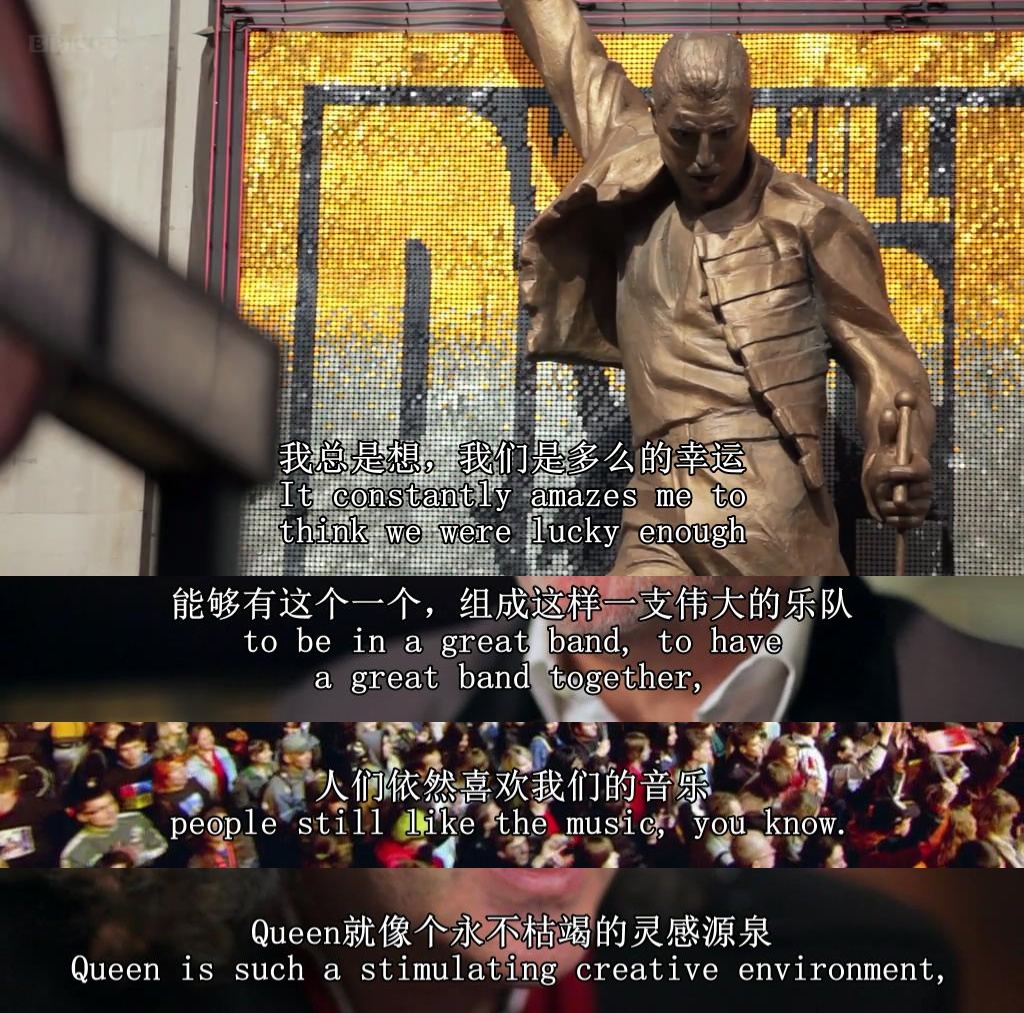 我总是想，我们是多么的幸运
It constantly amazes me to
think we were lucky enough
能够有这个一个，组成这样一支伟大的乐队
to be in a great band, to have
a great band together,
人们依然喜欢我们的音乐
people still like the music, you know.
Queen就像个永不枯竭的灵感源泉
Queen is such a stimulating creative environment,